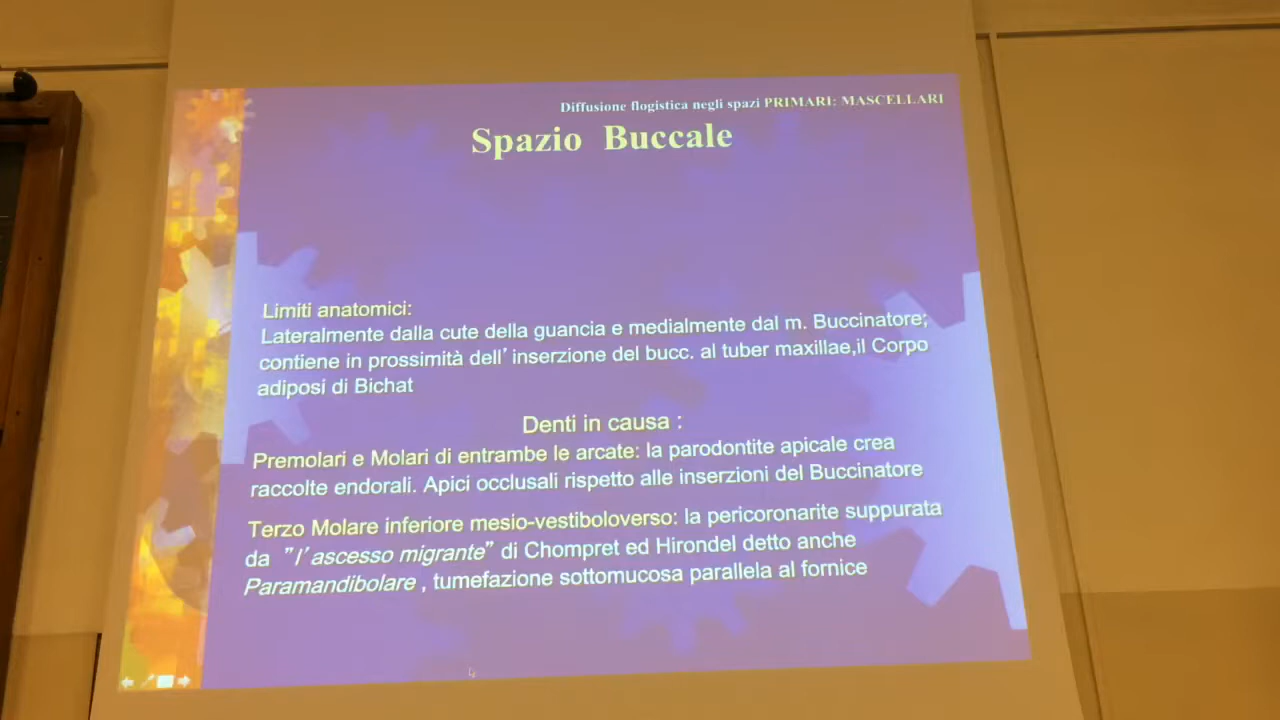 Diffusione flogistica negli spazi PRIMARI: MASCELLARI
Spazio Buccale
Limiti anatomici:
Lateralmente dalla cute della guancia e medialmente dal m. Buccinatore;
contiene in prossimità dell’ inserzione del bucc. al tuber maxillae,il Corpo
adiposi di Bichat
Denti in causa :
Premolari e Molari di entrambe le arcate: la parodontite apicale crea
raccolte endorali. Apici occlusali rispetto alle inserzioni del Buccinatore
Terzo Molare inferiore mesio-vestiboloverso: la pericoronarite suppurata
da ”l’ ascesso migrante” di Chompret ed Hirondel detto anche
Paramandibolare , tumefazione sottomucosa parallela al fornice